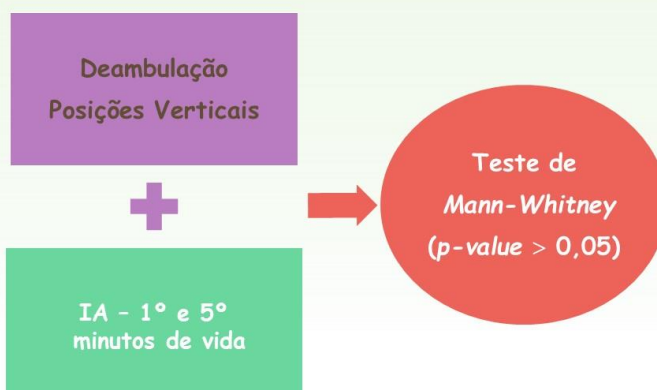 Deambulação
Posições Verticais
IA – 1º e 5º
minutos de vida
Teste de
Mann-Whitney
(p-value > 0,05)